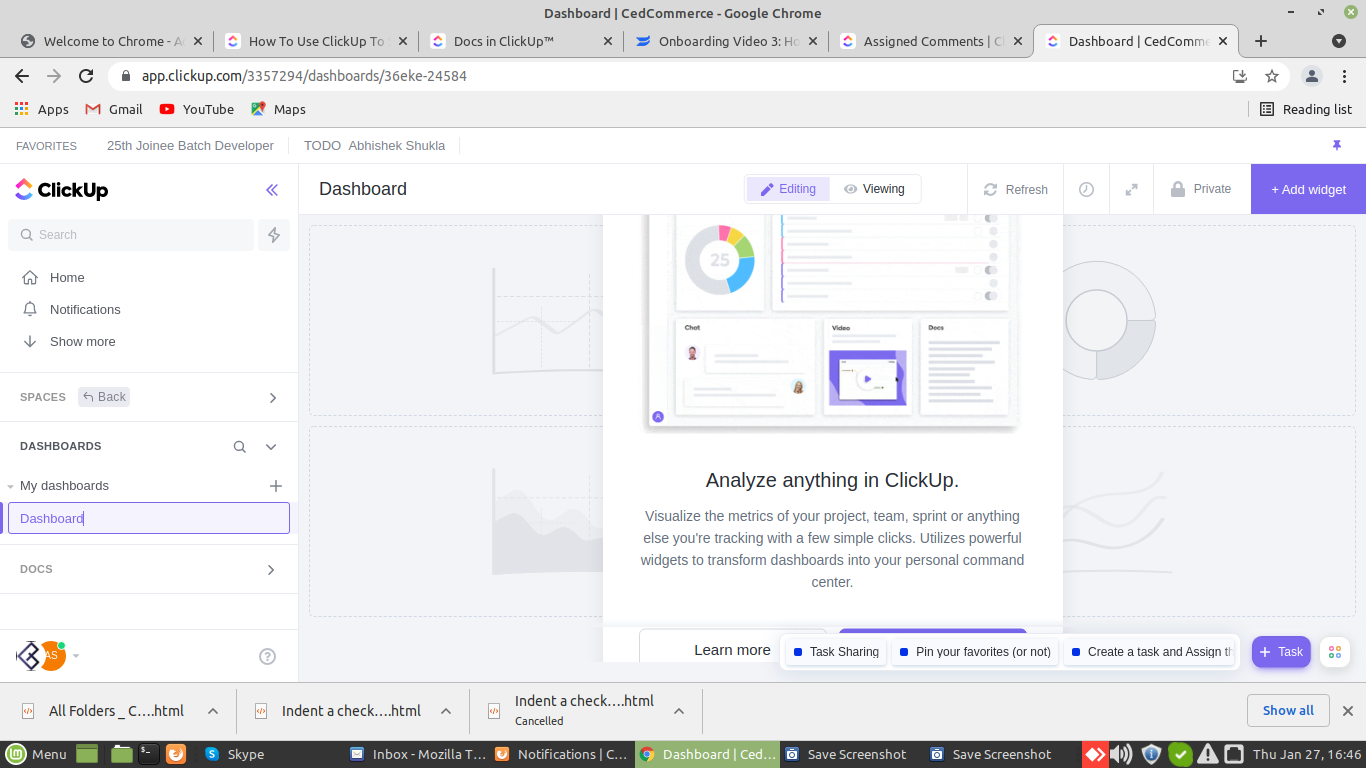 Dashboard | CedCommerce - Google Chrome
Welcome to Chrome - A
How To Use ClickUp To
Docs in ClickUp™
Onboarding Video 3: Ho
Assigned Comments | C
Dashboard | CedComme
app.clickup.com/3357294/dashboards/36eke-24584
Apps
Gmail
YouTube
Maps
Reading list
FAVORITES
25th Joinee Batch Developer
TODO Abhishek Shukla
ClickUp
Dashboard
Editing
Viewing
Refresh
Private
+ Add widget
Search
Home
Notifications
Show more
SPACES
Back
DASHBOARDS
My dashboards
Dashboard
DOCS
AS
25
Chat
Video
Docs
Analyze anything in ClickUp.
Visualize the metrics of your project, team, sprint or anything
else you're tracking with a few simple clicks. Utilizes powerful
widgets to transform dashboards into your personal command
center.
Learn more
Task Sharing
Pin your favorites (or not)
Create a task and Assign th
+ Task
All Folders _ C....html
Indent a check....html
Indent a check....html
Cancelled
Show all
Menu
Skype
Inbox - Mozilla T...
Notifications | C...
Dashboard | Ced...
Save Screenshot
Save Screenshot
Thu Jan 27, 16:46